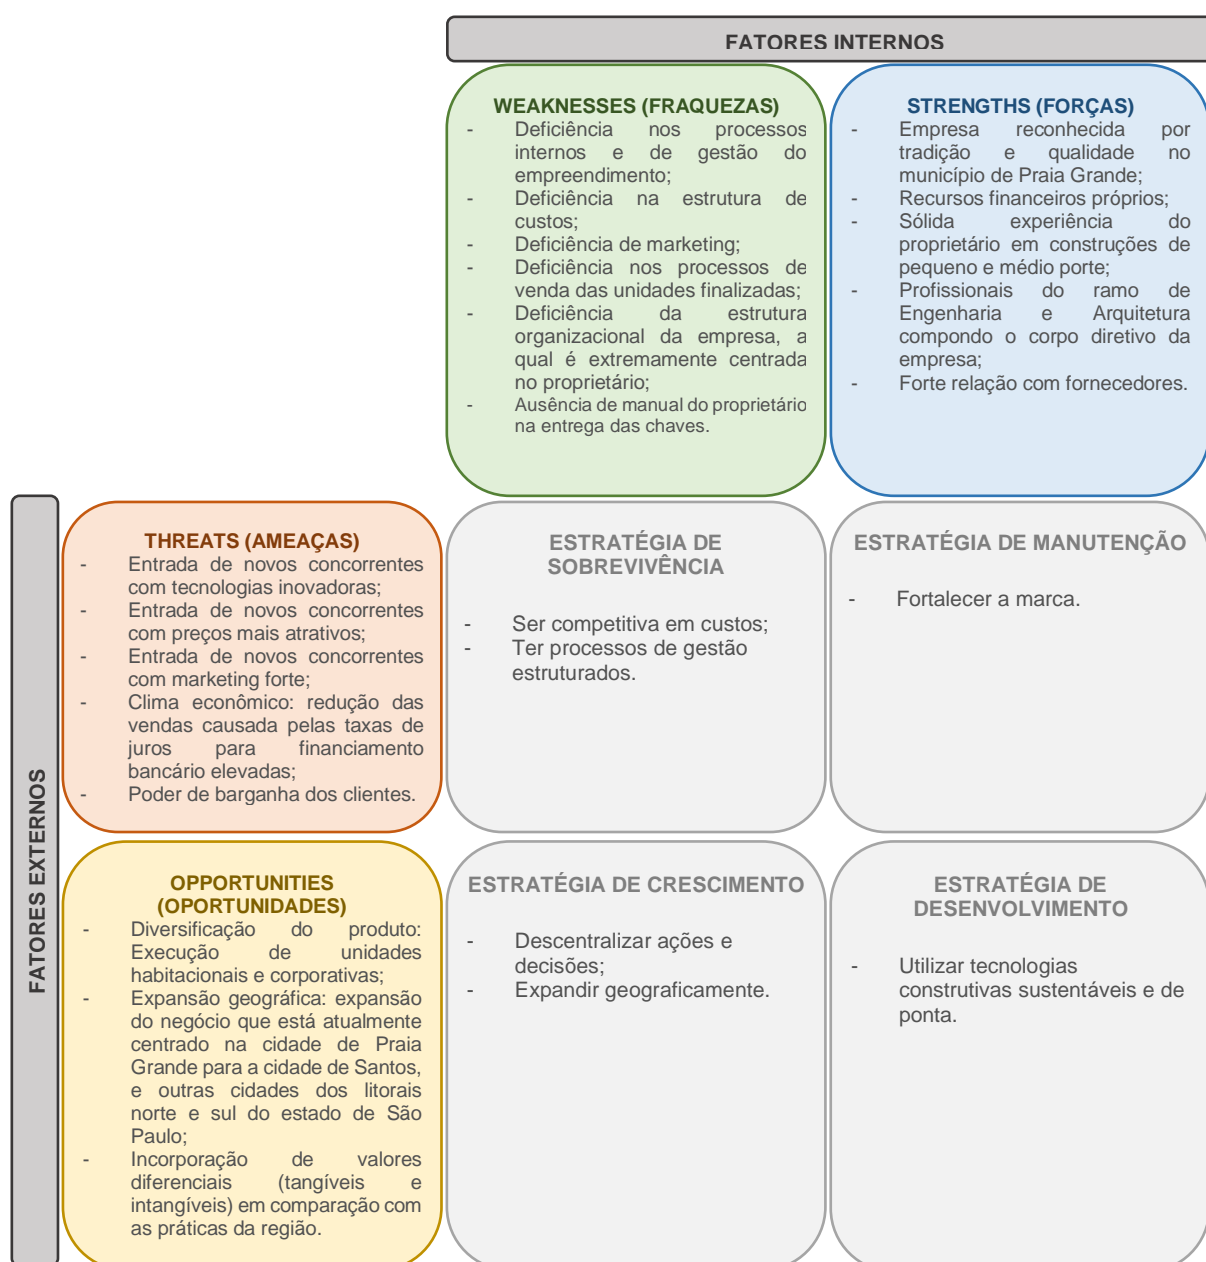 FATORES INTERNOS
WEAKNESSES (FRAQUEZAS)
- Deficiência nos processos
internos e de gestão do
empreendimento;
- Deficiência na estrutura de
custos;
- Deficiência de marketing;
- Deficiência nos processos de
venda das unidades finalizadas;
- Deficiência da estrutura
organizacional da empresa, a
qual é extremamente centrada
no proprietário;
- Ausência de manual do proprietário
na entrega das chaves.
STRENGTHS (FORÇAS)
- Empresa reconhecida por
tradição e qualidade no
município de Praia Grande;
- Recursos financeiros próprios;
- Sólida experiência do
proprietário em construções de
pequeno e médio porte;
- Profissionais do ramo de
Engenharia e Arquitetura
compondo o corpo diretivo da
empresa;
- Forte relação com fornecedores.
FATORES EXTERNOS
THREATS (AMEAÇAS)
- Entrada de novos concorrentes
com tecnologias inovadoras;
- Entrada de novos concorrentes
com preços mais atrativos;
- Entrada de novos concorrentes
com marketing forte;
- Clima econômico: redução das
vendas causada pelas taxas de
juros para financiamento
bancário elevadas;
- Poder de barganha dos clientes.
ESTRATÉGIA DE
SOBREVIVÊNCIA
- Ser competitiva em custos;
- Ter processos de gestão
estruturados.
ESTRATÉGIA DE MANUTENÇÃO
- Fortalecer a marca.
OPPORTUNITIES
(OPORTUNIDADES)
- Diversificação do produto:
Execução de unidades
habitacionais e corporativas;
- Expansão geográfica: expansão
do negócio que está atualmente
centrado na cidade de Praia
Grande para a cidade de Santos,
e outras cidades dos litorais
norte e sul do estado de São
Paulo;
- Incorporação de valores
diferenciais (tangíveis e
intangíveis) em comparação com
as práticas da região.
ESTRATÉGIA DE CRESCIMENTO
- Descentralizar ações e
decisões;
- Expandir geograficamente.
ESTRATÉGIA DE
DESENVOLVIMENTO
- Utilizar tecnologias
construtivas sustentáveis e de
ponta.